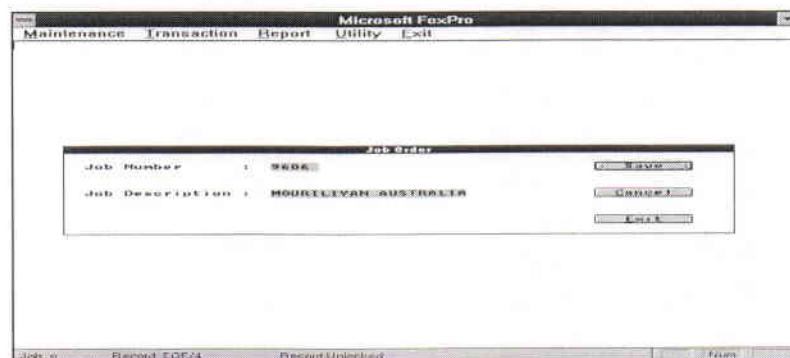 Microsoft FoxPro
Maintenance Transaction Report Utility Exit
Job Order
Job Number : 9606 Save
Job Description : MOURILIYAN AUSTRALIA Cancel
Exit
Record EOF/4 Record Unlocked Num